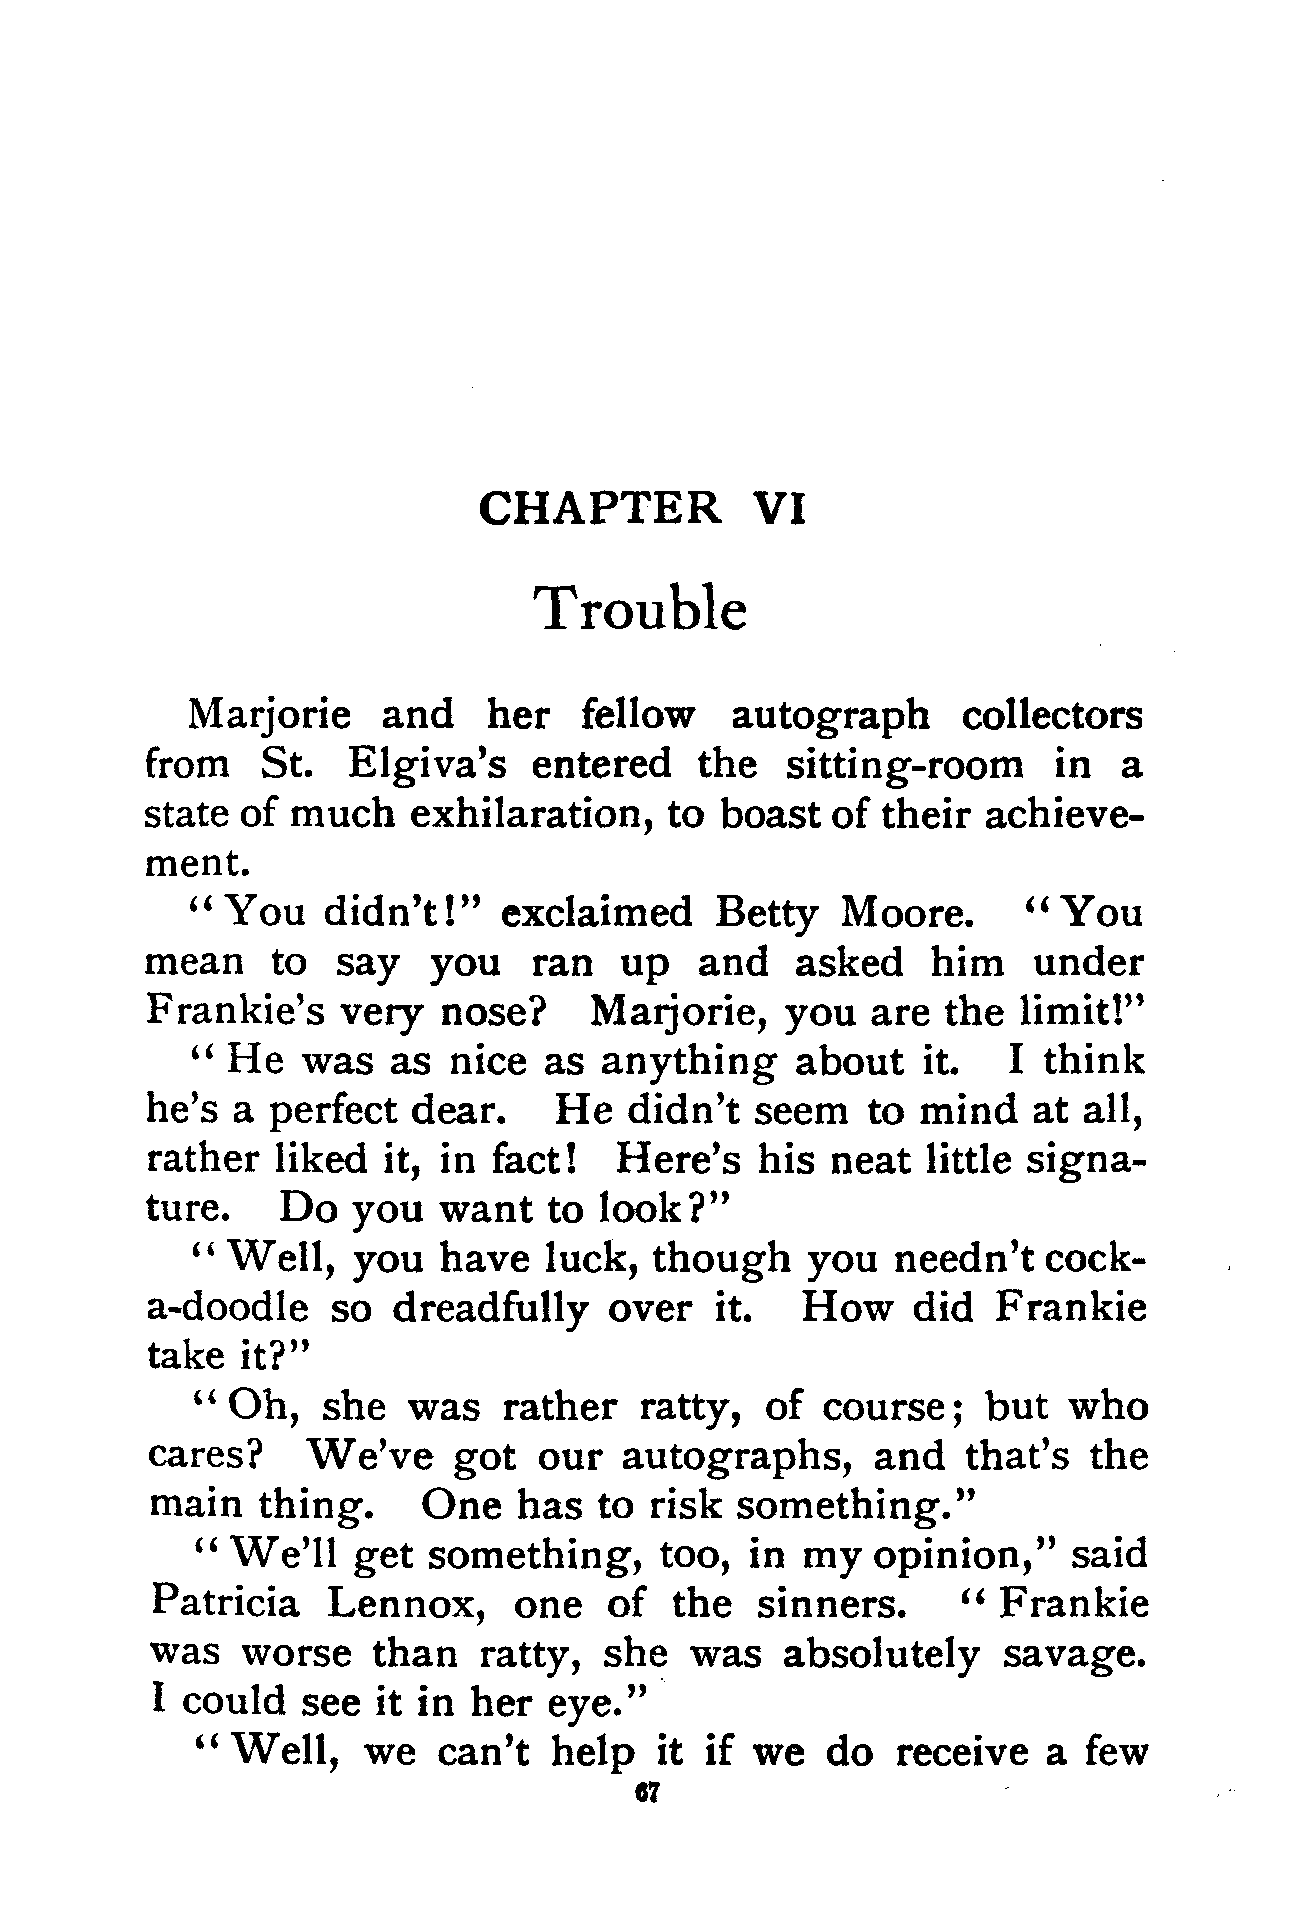 CHAPTER VI
Trouble
Marjorie and her fellow autograph collectors
from St. Elgiva's entered the sitting-room in a
state of much exhilaration, to boast of their achieve-
ment.
"You didn't!" exclaimed Betty Moore. "You
mean to say you ran up and asked him under
Frankie's very nose? Marjorie, you are the limit!"
"He was as nice as anything about it. I think
he's a perfect dear. He didn't seem to mind at all,
rather liked it, in fact! Here's his neat little signa-
ture. Do you want to look?"
"Well, you have luck, though you needn't cock-
a-doodle so dreadfully over it. How did Frankie
take it?"
"Oh, she was rather ratty, of course; but who
cares? We've got our autographs, and that's the
main thing. One has to risk something."
"We'll get something, too, in my opinion," said
Patricia Lennox, one of the sinners. "Frankie
was worse than ratty, she was absolutely savage.
I could see it in her eye."
"Well, we can't help it if we do receive a few
67